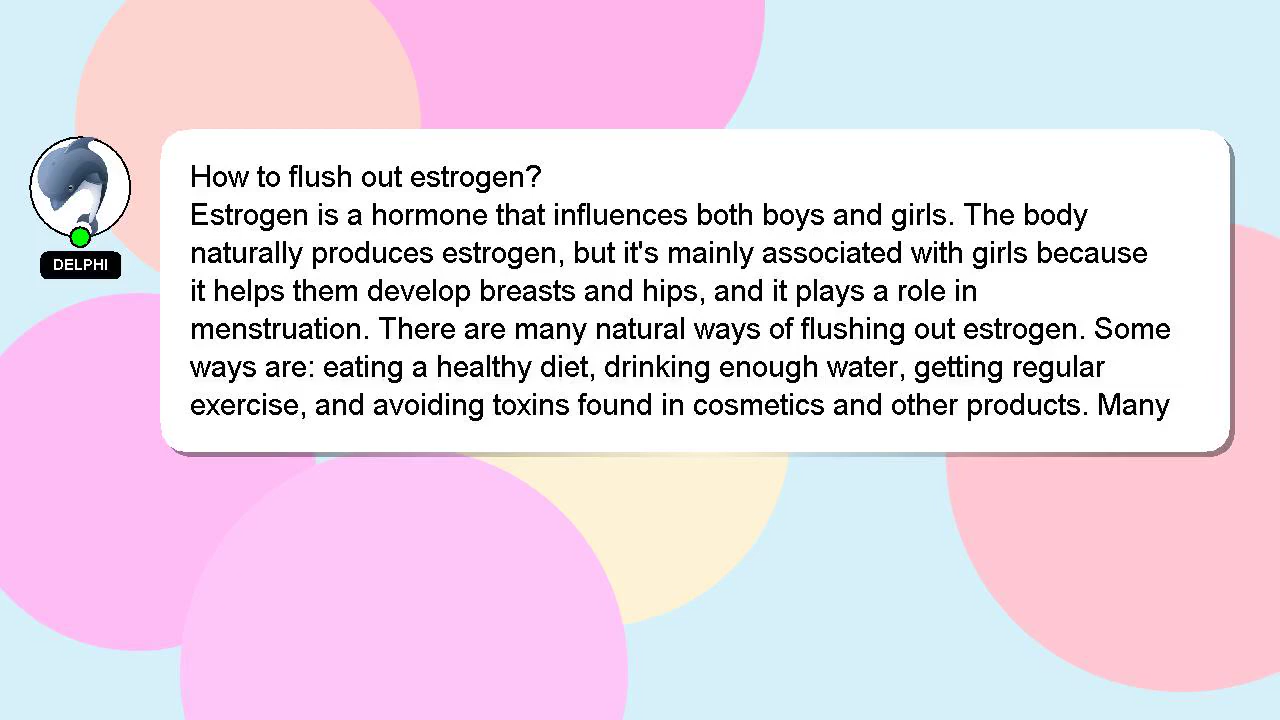 DELPHI
How to flush out estrogen?
Estrogen is a hormone that influences both boys and girls. The body
naturally produces estrogen, but it's mainly associated with girls because
it helps them develop breasts and hips, and it plays a role in
menstruation. There are many natural ways of flushing out estrogen. Some
ways are: eating a healthy diet, drinking enough water, getting regular
exercise, and avoiding toxins found in cosmetics and other products. Many